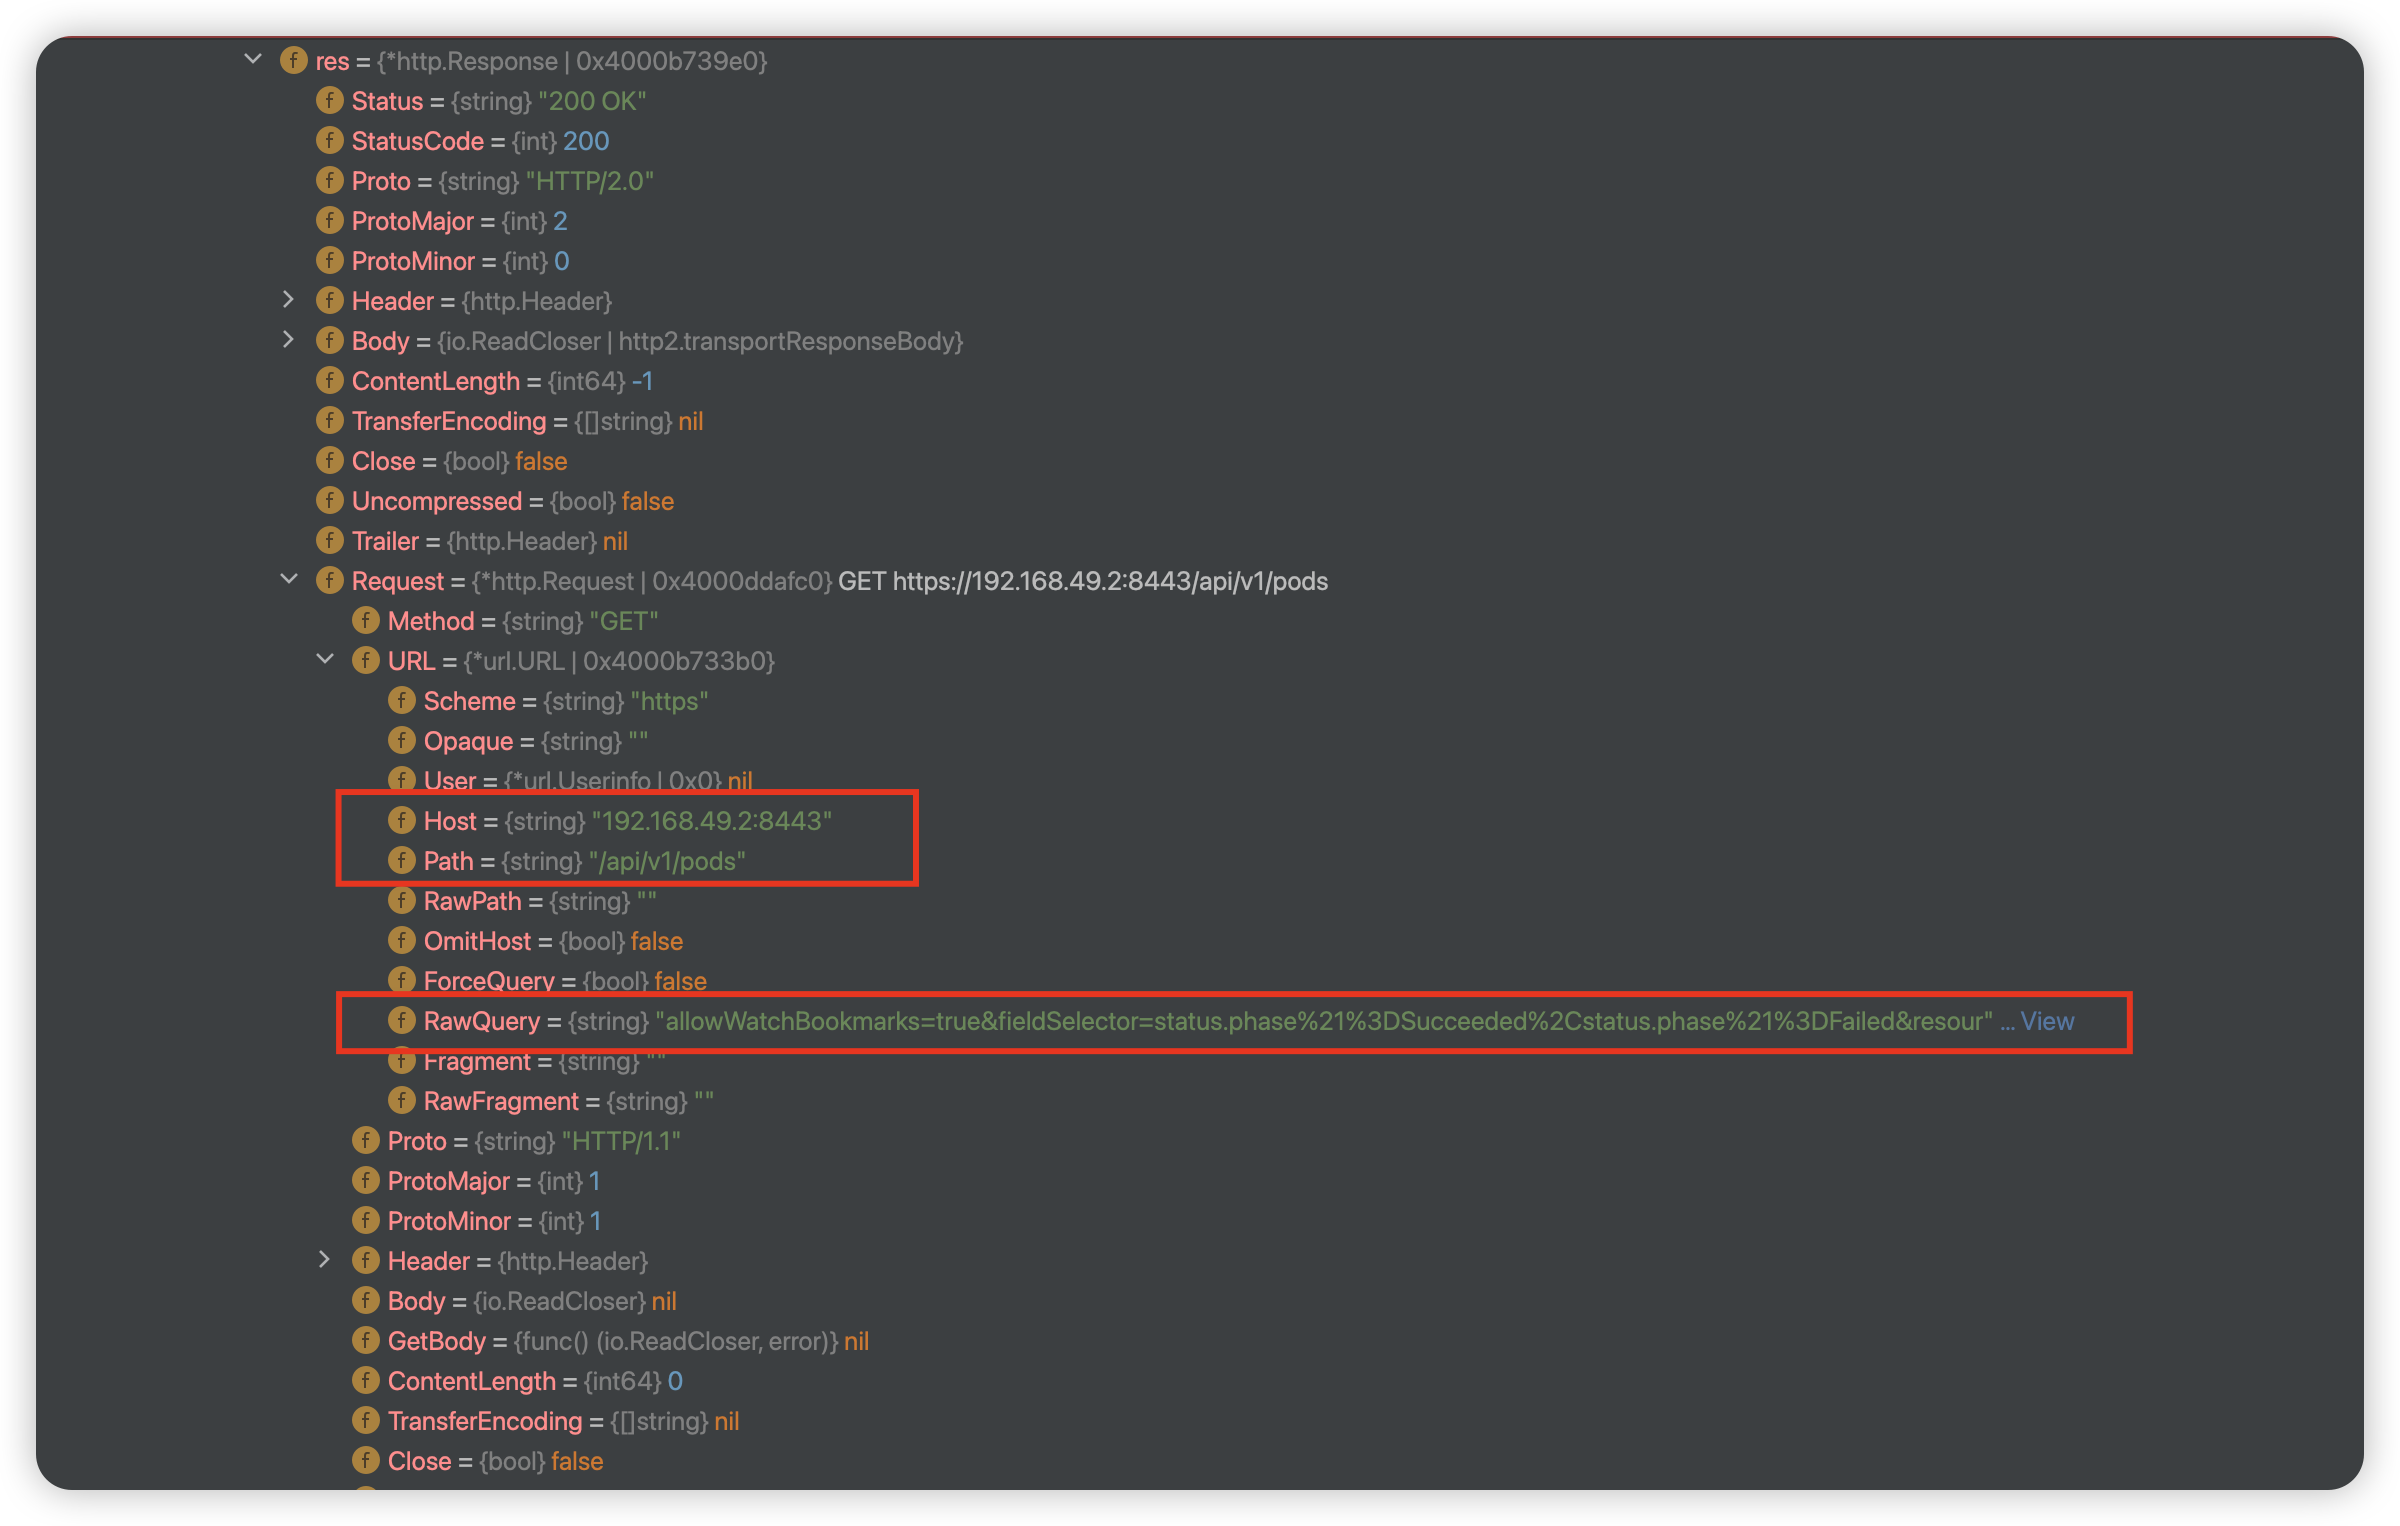 res = {*http.Response | 0x4000b739e0}
Status = {string} "200 OK"
StatusCode = {int} 200
Proto = {string} "HTTP/2.0"
ProtoMajor = {int} 2
ProtoMinor = {int} 0
Header = {http.Header}
Body = {io.ReadCloser | http2.transportResponseBody}
ContentLength = {int64} -1
TransferEncoding = {[]string} nil
Close = {bool} false
Uncompressed = {bool} false
Trailer = {http.Header} nil
Request = {*http.Request | 0x4000ddafc0} GET https://192.168.49.2:8443/api/v1/pods
Method = {string} "GET"
URL = {*url.URL | 0x4000b733b0}
Scheme = {string} "https"
Opaque = {string} ""
User = {*url.Userinfo | 0x0} nil
Host = {string} "192.168.49.2:8443"
Path = {string} "/api/v1/pods"
RawPath = {string} ""
OmitHost = {bool} false
ForceQuery = {bool} false
RawQuery = {string} "allowWatchBookmarks=true&fieldSelector=status.phase%21%3DSucceeded%2Cstatus.phase%21%3DFailed&resour" ... View
Fragment = {string} ""
RawFragment = {string} ""
Proto = {string} "HTTP/1.1"
ProtoMajor = {int} 1
ProtoMinor = {int} 1
Header = {http.Header}
Body = {io.ReadCloser} nil
GetBody = {func() (io.ReadCloser, error)} nil
ContentLength = {int64} 0
TransferEncoding = {[]string} nil
Close = {bool} false